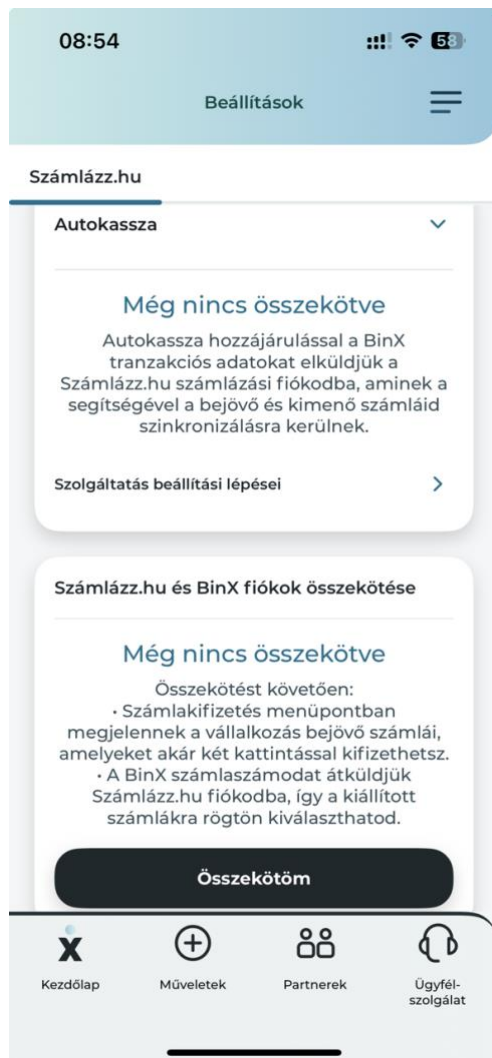 08:54
58
Beállítások
Számlázz.hu
Autokassza
Még nincs összekötve
Autokassza hozzájárulással a BinX
tranzakciós adatokat elküldjük a
Számlázz.hu számlázási fiókodba, aminek a
segítségével a bejövő és kimenő számláid
szinkronizálásra kerülnek.
Szolgáltatás beállítási lépései
Számlázz.hu és BinX fiókok összekötése
Még nincs összekötve
Összekötést követően:
• Számlakifizetés menüpontban
megjelennek a vállalkozás bejövő számlái,
amelyeket akár két kattintással kifizethetsz.
• A BinX számlaszámodat átküldjük
Számlázz.hu fiókodba, így a kiállított
számlákra rögtön kiválaszthatod.
Összekötöm
Kezdőlap
Műveletek
Partnerek
Ügyfél-
szolgálat